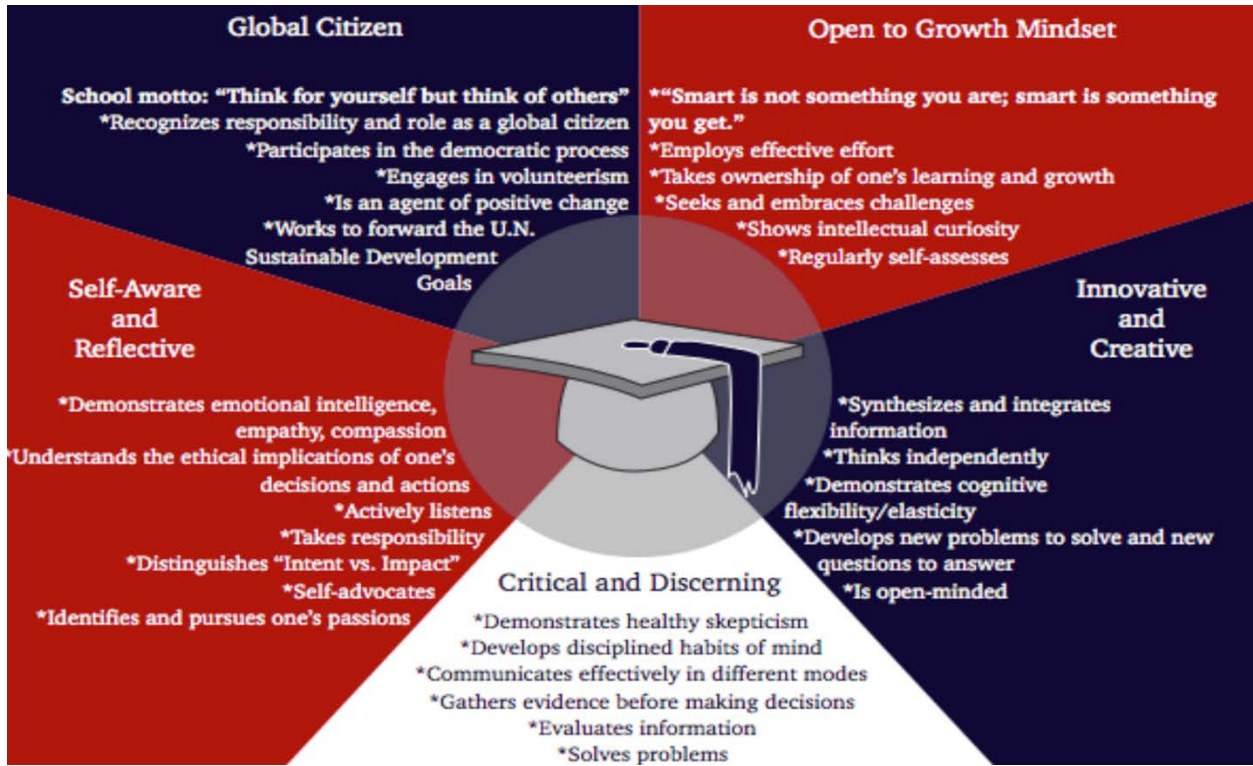 Global Citizen
School motto: “Think for yourself but think of others”
*Recognizes responsibility and role as a global citizen
*Participates in the democratic process
*Engages in volunteerism
*Is an agent of positive change
*Works to forward the U.N.
Sustainable Development
Goals
Open to Growth Mindset
*“Smart is not something you are; smart is something
you get.”
*Employs effective effort
*Takes ownership of one’s learning and growth
*Seeks and embraces challenges
*Shows intellectual curiosity
*Regularly self-assesses
Self-Aware
and
Reflective
*Demonstrates emotional intelligence,
empathy, compassion
*Understands the ethical implications of one’s
decisions and actions
*Actively listens
*Takes responsibility
*Distinguishes “Intent vs. Impact”
*Self-advocates
*Identifies and pursues one’s passions
Innovative
and
Creative
*Synthesizes and integrates
information
*Thinks independently
*Demonstrates cognitive
flexibility/elasticity
*Develops new problems to solve and new
questions to answer
*Is open-minded
Critical and Discerning
*Demonstrates healthy skepticism
*Develops disciplined habits of mind
*Communicates effectively in different modes
*Gathers evidence before making decisions
*Evaluates information
*Solves problems